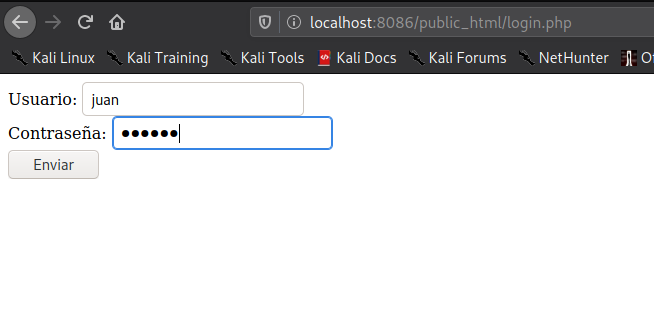 localhost:8086/public_html/login.php
Kali Linux Kali Training Kali Tools Kali Docs Kali Forums NetHunter Of
Usuario: juan
Contraseña: ●●●●●●
Enviar